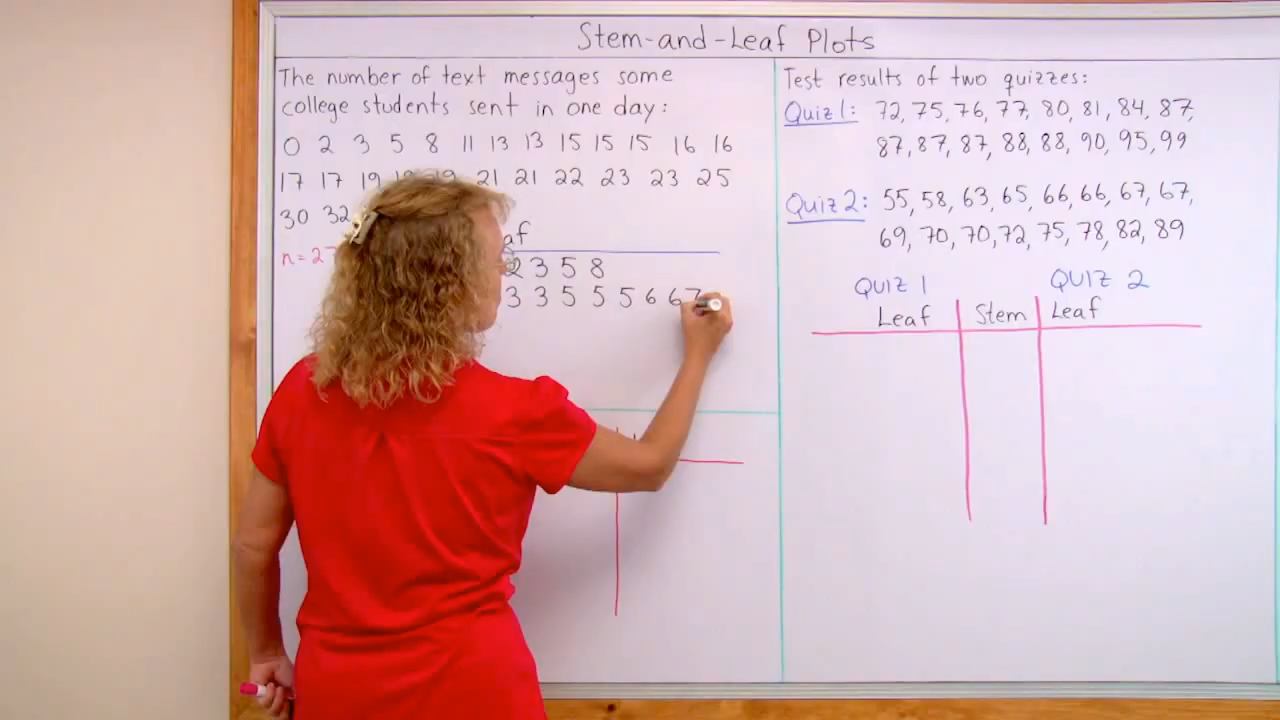 Stem-and-Leaf Plots
The number of text messages some
college students sent in one day:
0 2 3 5 8 11 13 13 15 15 15 16 16
17 17 19 19 19 21 21 22 23 23 25
30 32
n=27
2 3 5 8
3 3 5 5 5 6 6 7
Test results of two quizzes:
Quiz 1: 72, 75, 76, 77, 80, 81, 84, 87,
87, 87, 87, 88, 88, 90, 95, 99
Quiz 2: 55, 58, 63, 65, 66, 66, 67, 67,
69, 70, 70, 72, 75, 78, 82, 89
QUIZ 1 QUIZ 2
Leaf Stem Leaf